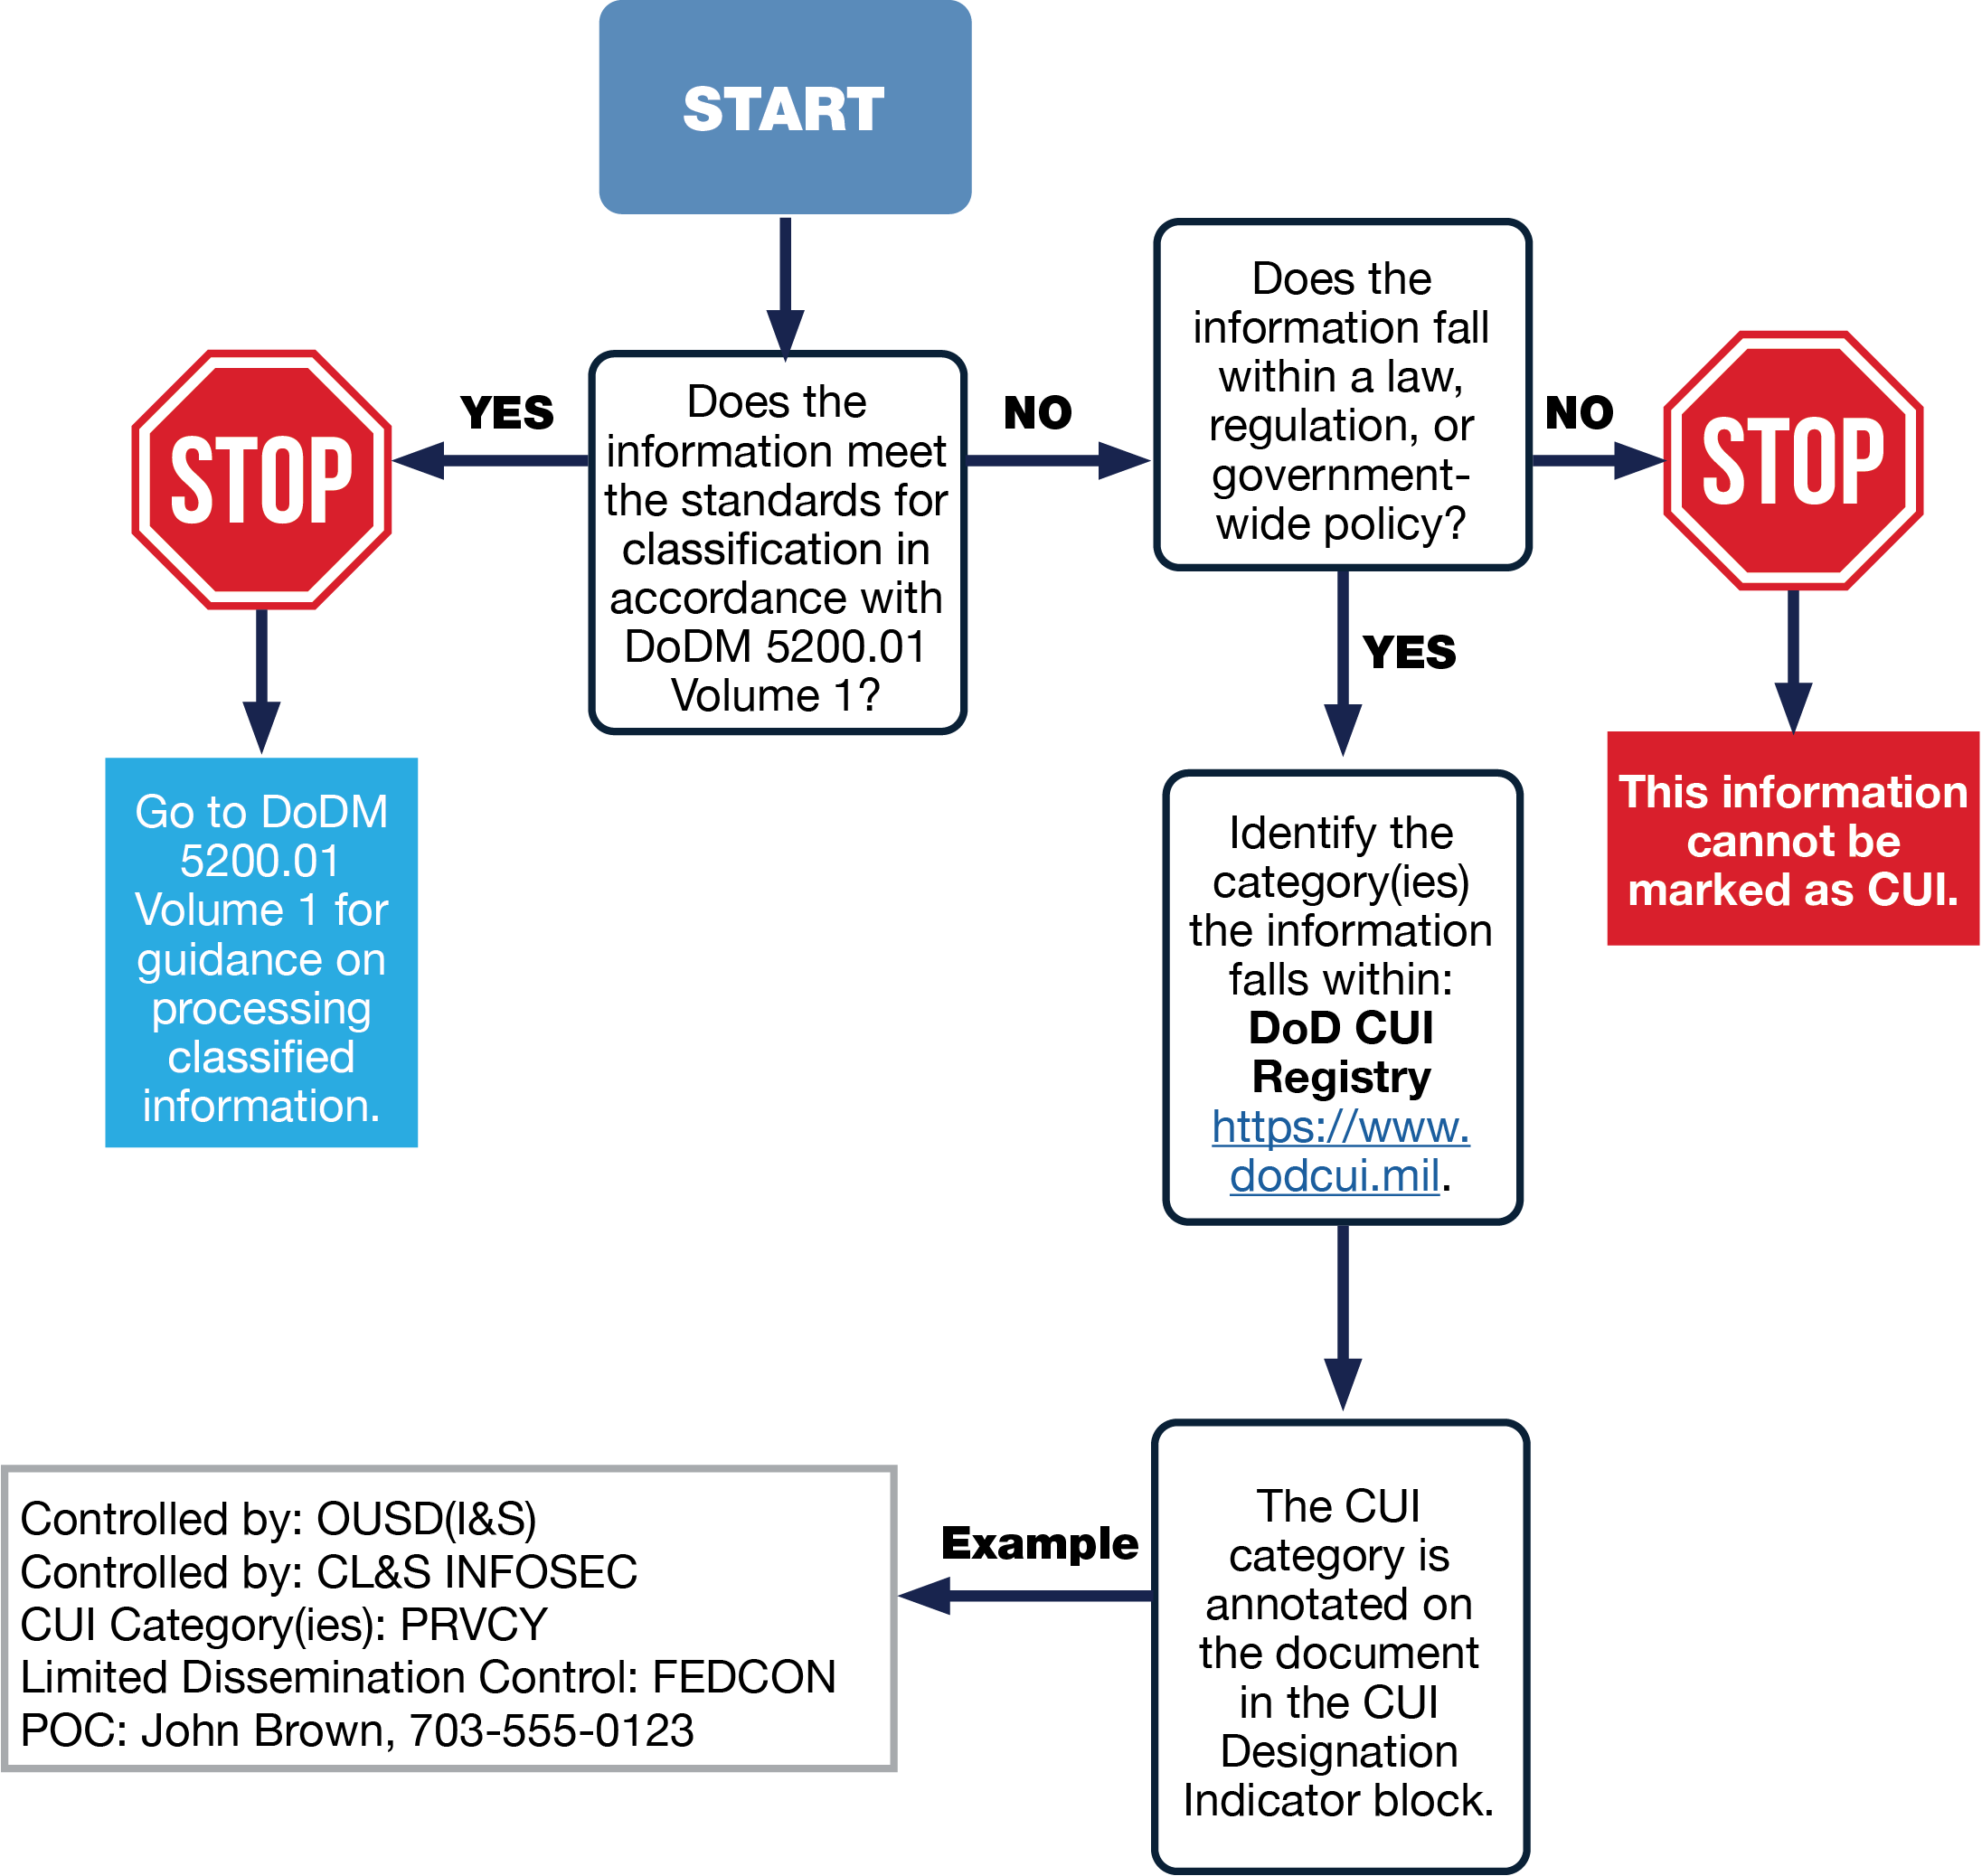 START
YES
STOP
Does the
information meet
the standards for
classification in
accordance with
DoDM 5200.01
Volume 1?
NO
Does the
information fall
within a law,
regulation, or
government-
wide policy?
NO
STOP
Go to DoDM
5200.01
Volume 1 for
guidance on
processing
classified
information.
YES
This information
cannot be
marked as CUI.
Identify the
category(ies)
the information
falls within:
DoD CUI
Registry
https://www.
dodcui.mil.
The CUI
category is
annotated on
the document
in the CUI
Designation
Indicator block.
Example
Controlled by: OUSD(I&S)
Controlled by: CL&S INFOSEC
CUI Category(ies): PRVCY
Limited Dissemination Control: FEDCON
POC: John Brown, 703-555-0123